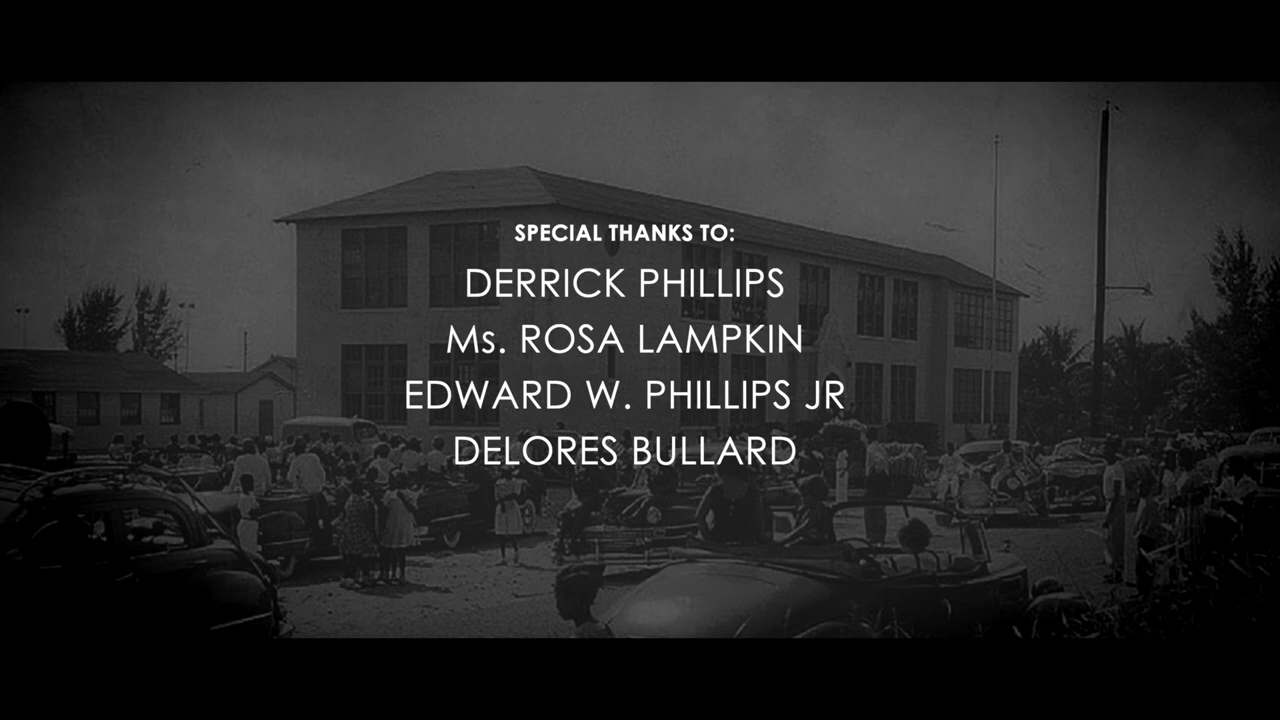 SPECIAL THANKS TO:
DERRICK PHILLIPS
Ms. ROSA LAMPKIN
EDWARD W. PHILLIPS JR
DELORES BULLARD